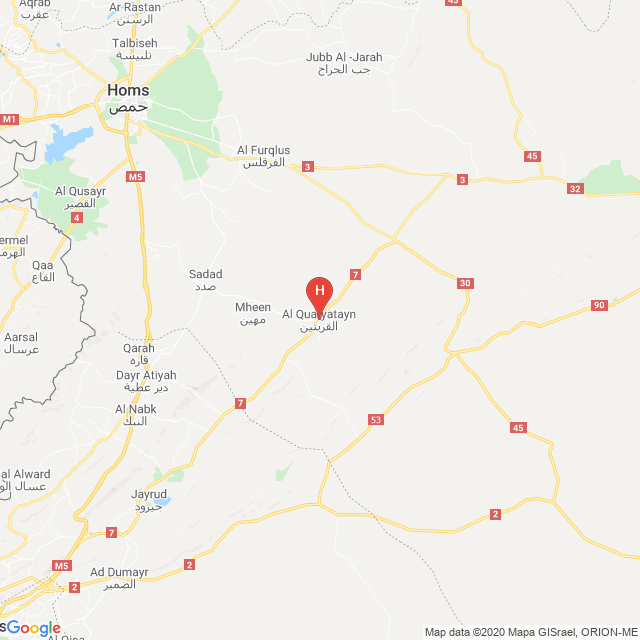 Aqrab
عقرب
Ar-Rastan
الرستن
45
Talbiseh
تلبيسة
Jubb Al -Jarah
جب الجراح
Homs
حمص
M1
Al Furqlus
الفرقلس
3
45
3
M5
32
Al Qusayr
القصير
4
ermel
الهرم
Qaa
القاع
Sadad
صدد
7
30
H
90
Mheen
مهين
Al Quaryatayn
القريتين
Aarsal
عرسال
Qarah
قارة
Dayr Atiyah
دير عطية
7
Al Nabk
النبك
53
45
al Alward
عسال الو
Jayrud
جيرود
2
7
M5
2
Ad Dumayr
الضمير
2
s
Google
Al Qisa
Map data ©2020 Mapa GISrael, ORION-ME